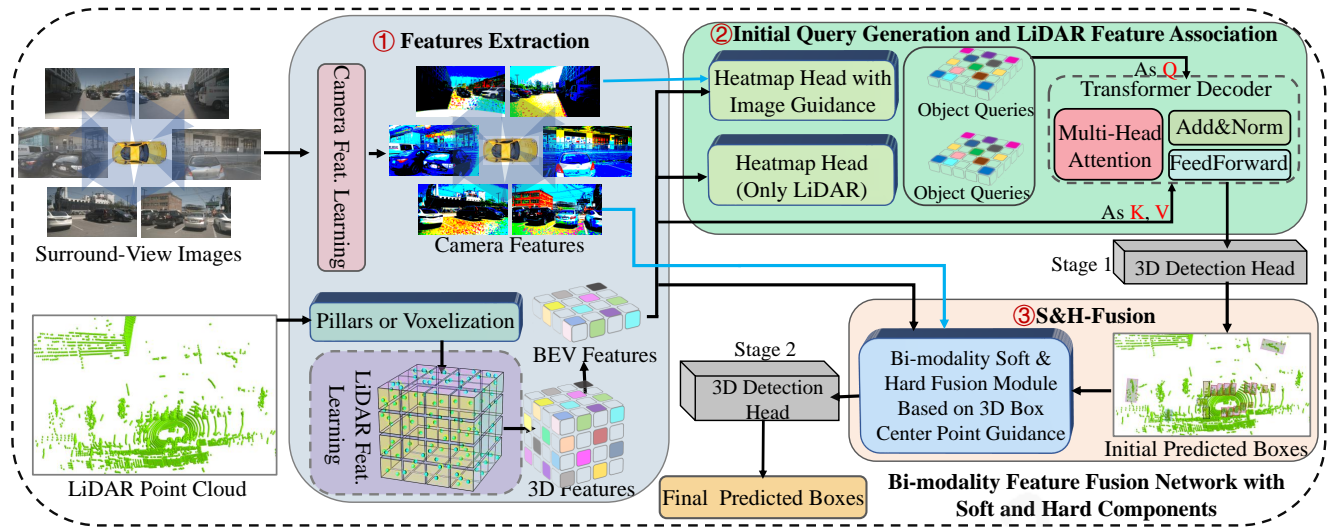 ① Features Extraction
Camera Feat. Learning
Surround-View Images
Camera Features
LiDAR Point Cloud
Pillars or Voxelization
LiDAR Feat.
Learning
BEV Features
3D Features
②Initial Query Generation and LiDAR Feature Association
Heatmap Head with
Image Guidance
Heatmap Head
(Only LiDAR)
Object Queries
Object Queries
As Q
Transformer Decoder
Multi-Head
Attention
Add&Norm
FeedForward
As K, V
Stage 1
3D Detection Head
③S&H-Fusion
Bi-modality Soft &
Hard Fusion Module
Based on 3D Box
Center Point Guidance
Initial Predicted Boxes
Stage 2
3D Detection
Head
Final Predicted Boxes
Bi-modality Feature Fusion Network with
Soft and Hard Components